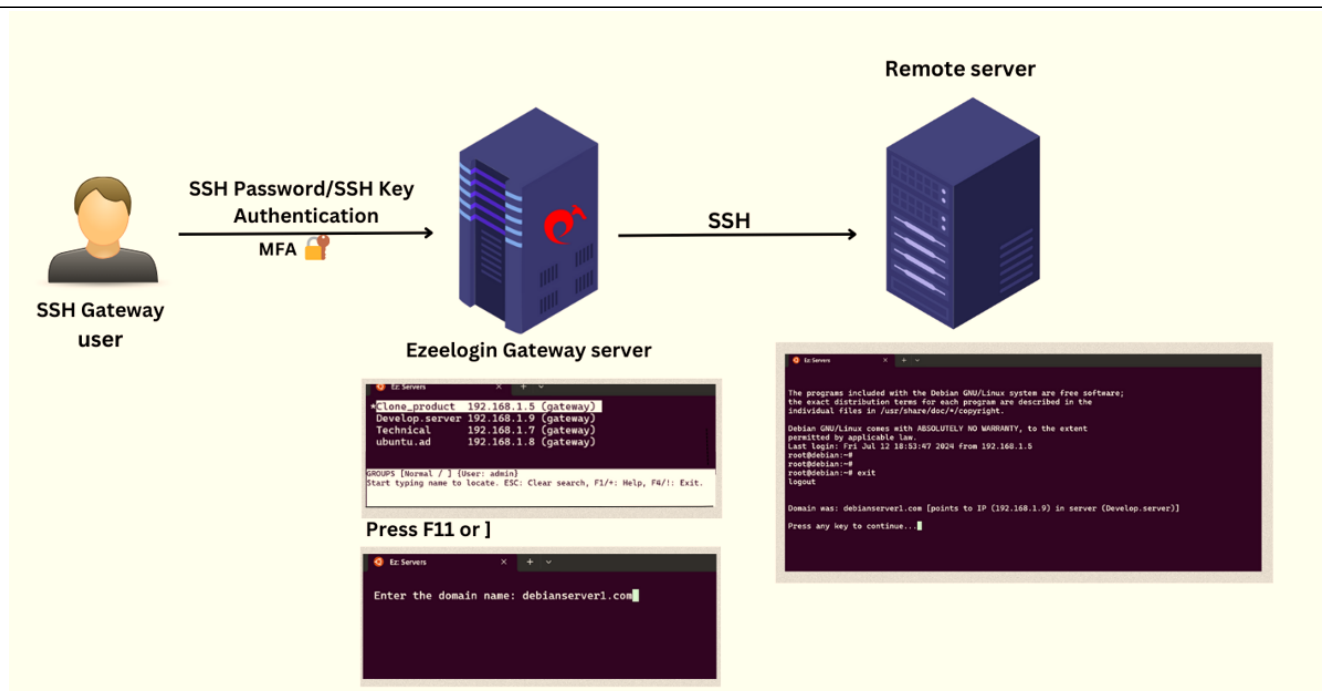 Remote server
SSH Password/SSH Key
Authentication
MFA
SSH
SSH Gateway
user
Ezeelogin Gateway server
Ez: Servers
*Clone_product 192.168.1.5 (gateway)
Develop.server 192.168.1.9 (gateway)
Technical 192.168.1.7 (gateway)
ubuntu.ad 192.168.1.8 (gateway)
GROUPS [Normal / ] {User: admin}
Start typing name to locate. ESC: Clear search, F1/+: Help, F4/!: Exit.
Press F11 or ]
Ez: Servers
Enter the domain name: debianserver1.com
Ez: Servers
The programs included with the Debian GNU/Linux system are free software;
the exact distribution terms for each program are described in the
individual files in /usr/share/doc/*/copyright.
Debian GNU/Linux comes with ABSOLUTELY NO WARRANTY, to the extent
permitted by applicable law.
Last login: Fri Jul 12 18:53:47 2024 from 192.168.1.5
root@debian:~#
root@debian:~#
root@debian:~# exit
logout
Domain was: debianserver1.com [points to IP (192.168.1.9) in server (Develop.server)]
Press any key to continue...